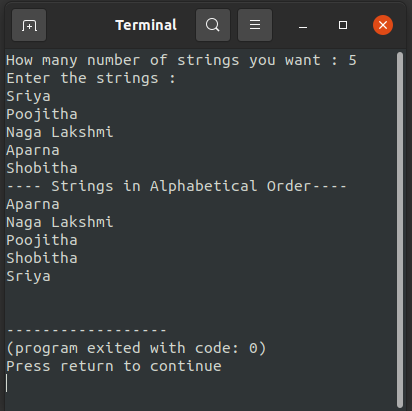 Terminal
How many number of strings you want : 5
Enter the strings :
Sriya
Poojitha
Naga Lakshmi
Aparna
Shobitha
---- Strings in Alphabetical Order----
Aparna
Naga Lakshmi
Poojitha
Shobitha
Sriya
------------------
(program exited with code: 0)
Press return to continue